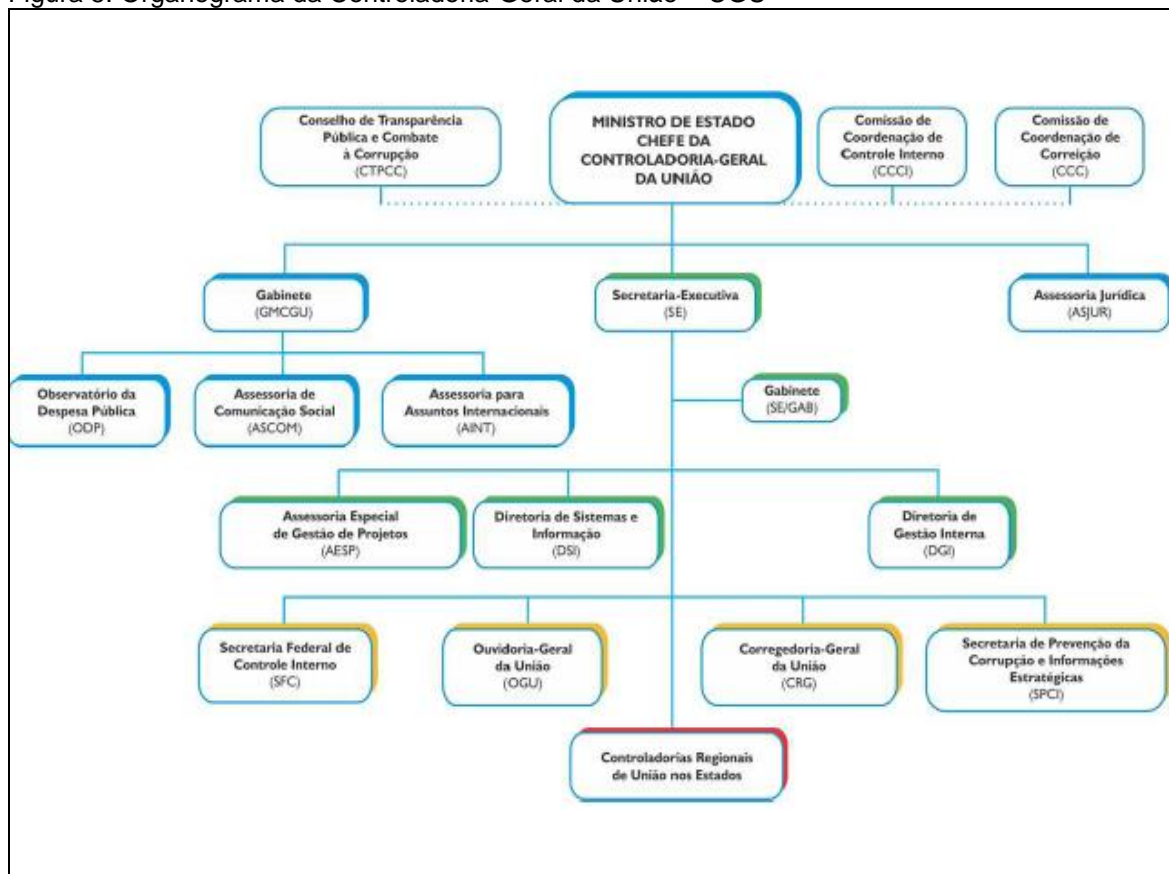 Figura 3. Organograma da Controladoria-Geral da União – CGU
Conselho de Transparência
Pública e Combate
à Corrupção
(CTPCC)
MINISTRO DE ESTADO
CHEFE DA
CONTROLADORIA-GERAL
DA UNIÃO
Comissão de
Coordenação de
Controle Interno
(CCCI)
Comissão de
Coordenação de
Correição
(CCC)
Gabinete
(GMCGU)
Secretaria-Executiva
(SE)
Assessoria Jurídica
(ASJUR)
Observatório da
Despesa Pública
(ODP)
Assessoria de
Comunicação Social
(ASCOM)
Assessoria para
Assuntos Internacionais
(AINT)
Gabinete
(SE/GAB)
Assessoria Especial
de Gestão de Projetos
(AESP)
Diretoria de Sistemas e
Informação
(DSI)
Diretoria de
Gestão Interna
(DGI)
Secretaria Federal de
Controle Interno
(SFC)
Ouvidoria-Geral
da União
(OGU)
Corregedoria-Geral
da União
(CRG)
Secretaria de Prevenção da
Corrupção e Informações
Estratégicas
(SPCI)
Controladorias Regionais
de União nos Estados